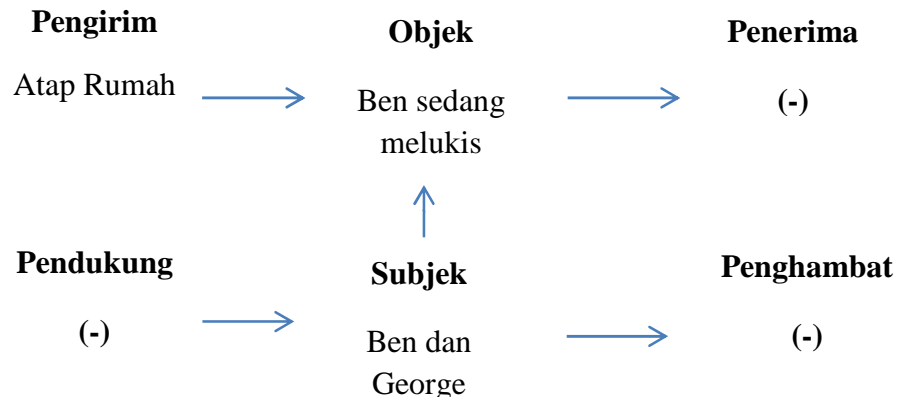 Pengirim
Objek
Penerima
Atap Rumah
Ben sedang
melukis
(-)
Pendukung
Subjek
Penghambat
(-)
Ben dan
George
(-)